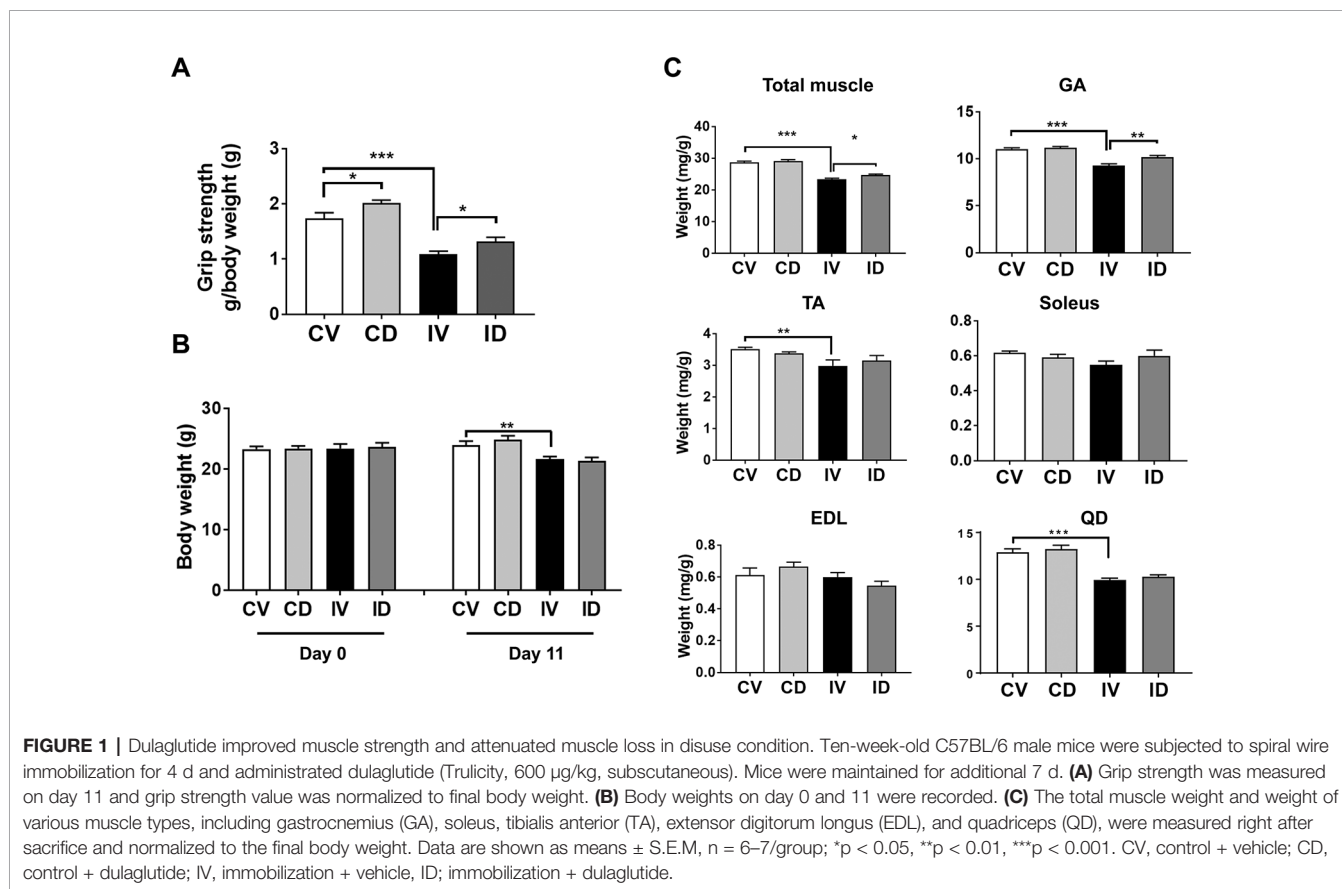 A
Grip strength
g/body weight (g)
3
2
1
0
***
*
*
CV CD IV ID
B
Body weight (g)
30
20
10
0
**
CV CD IV ID CV CD IV ID
Day 0 Day 11
C
Total muscle
Weight (mg/g)
40
30
20
10
0
***
*
CV CD IV ID
GA
15
10
5
0
***
**
CV CD IV ID
TA
Weight (mg/g)
4
3
2
1
0
**
CV CD IV ID
Soleus
0.8
0.6
0.4
0.2
0.0
CV CD IV ID
EDL
Weight (mg/g)
0.8
0.6
0.4
0.2
0.0
CV CD IV ID
QD
15
10
15
0
***
CV CD IV ID
FIGURE 1 | Dulaglutide improved muscle strength and attenuated muscle loss in disuse condition. Ten-week-old C57BL/6 male mice were subjected to spiral wire
immobilization for 4 d and administrated dulaglutide (Trulicity, 600 μg/kg, subscutaneous). Mice were maintained for additional 7 d. (A) Grip strength was measured
on day 11 and grip strength value was normalized to final body weight. (B) Body weights on day 0 and 11 were recorded. (C) The total muscle weight and weight of
various muscle types, including gastrocnemius (GA), soleus, tibialis anterior (TA), extensor digitorum longus (EDL), and quadriceps (QD), were measured right after
sacrifice and normalized to the final body weight. Data are shown as means ± S.E.M, n = 6–7/group; *p < 0.05, **p < 0.01, ***p < 0.001. CV, control + vehicle; CD,
control + dulaglutide; IV, immobilization + vehicle, ID; immobilization + dulaglutide.